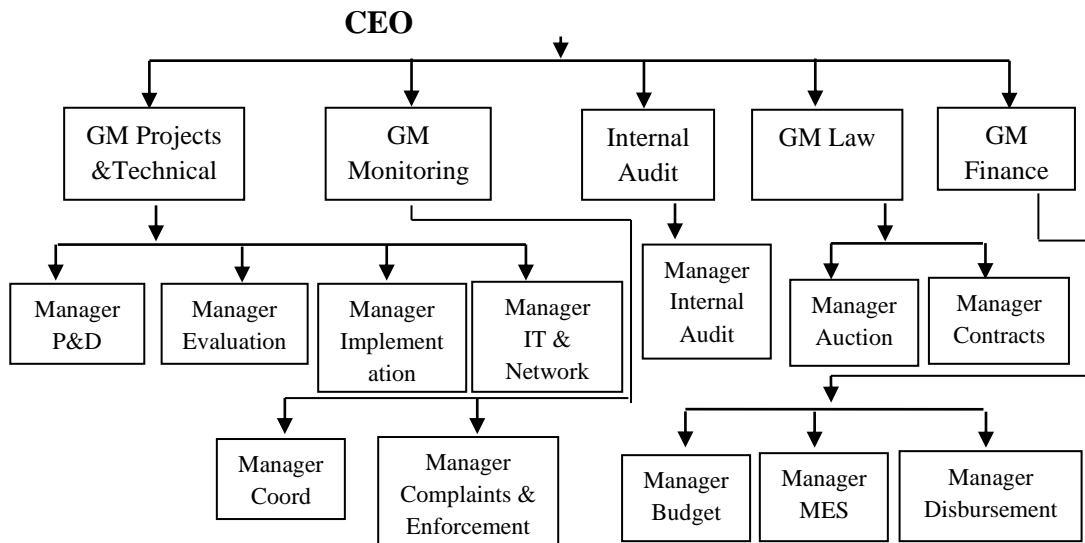 CEO
GM Projects
&Technical
GM
Monitoring
Internal
Audit
GM Law
GM
Finance
Manager
P&D
Manager
Evaluation
Manager
Implement
ation
Manager
IT &
Network
Manager
Internal
Audit
Manager
Auction
Manager
Contracts
Manager
Coord
Manager
Complaints &
Enforcement
Manager
Budget
Manager
MES
Manager
Disbursement